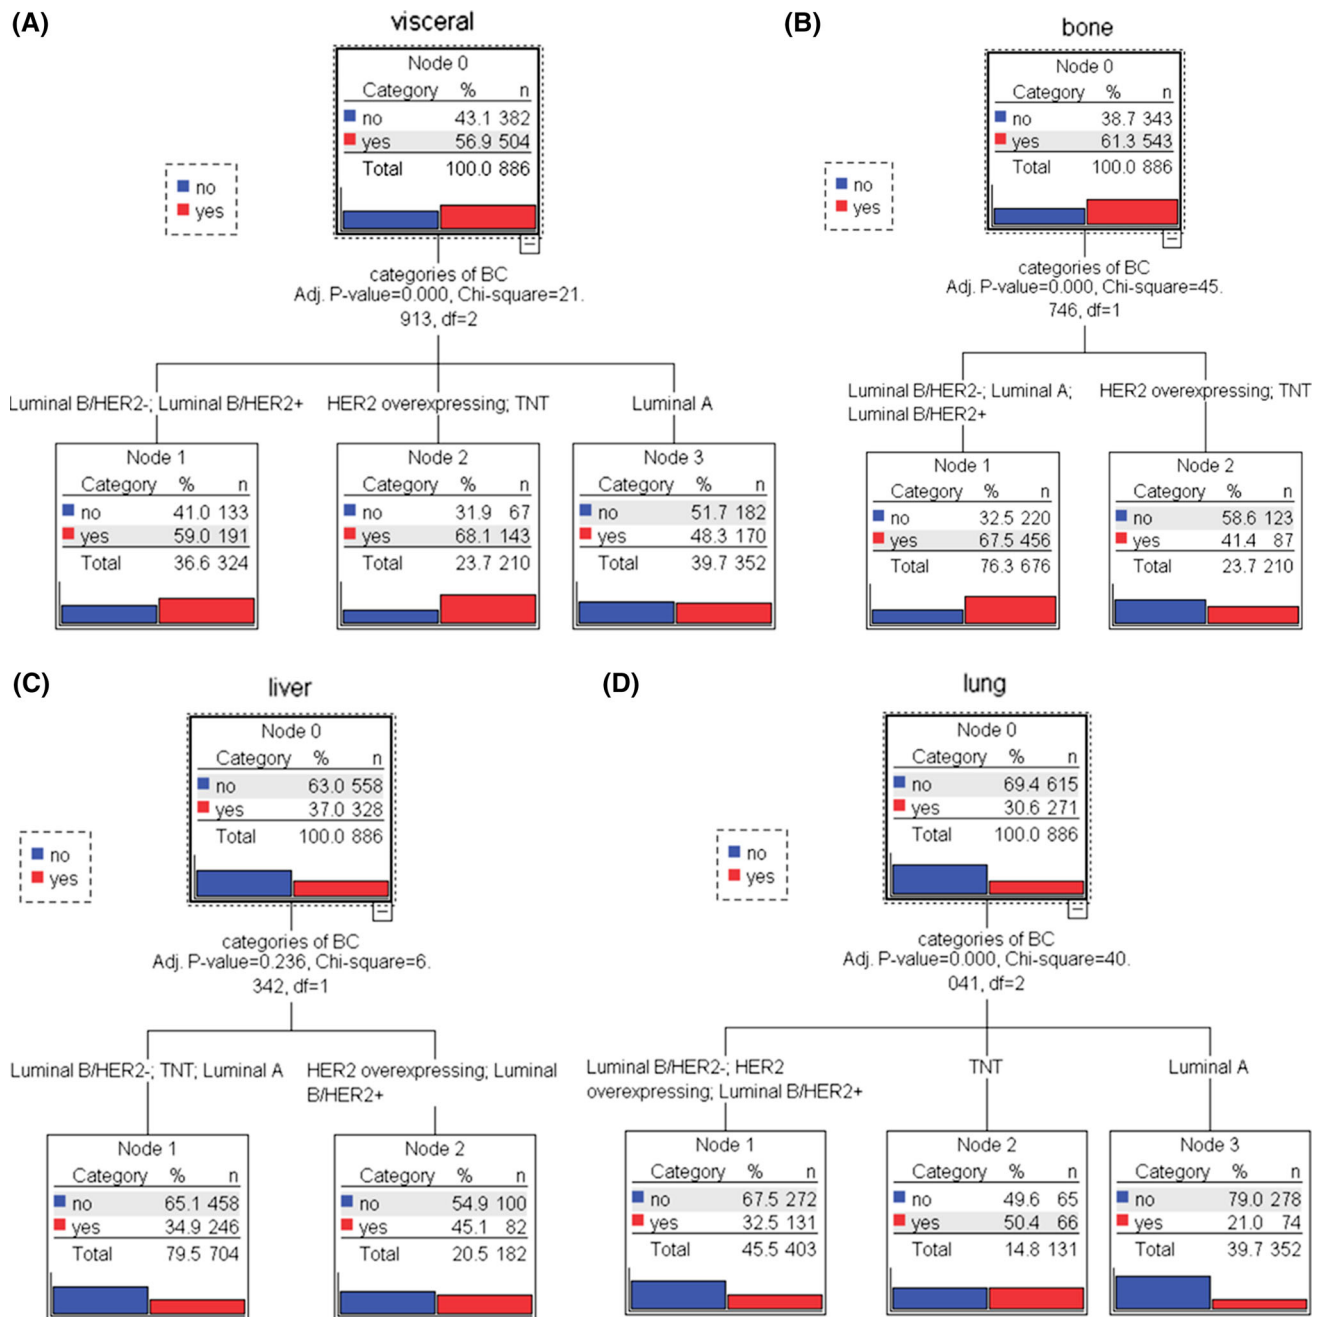 (A)
visceral
Node 0
Category % n
no 43.1 382
yes 56.9 504
Total 100.0 886
no
yes
categories of BC
Adj. P-value=0.000, Chi-square=21.
913, df=2
Luminal B/HER2-; Luminal B/HER2+
HER2 overexpressing; TNT
Luminal A
Node 1
Category % n
no 41.0 133
yes 59.0 191
Total 36.6 324
Node 2
Category % n
no 31.9 67
yes 68.1 143
Total 23.7 210
Node 3
Category % n
no 51.7 182
yes 48.3 170
Total 39.7 352
(B)
bone
Node 0
Category % n
no 38.7 343
yes 61.3 543
Total 100.0 886
no
yes
categories of BC
Adj. P-value=0.000, Chi-square=45.
746, df=1
Luminal B/HER2-; Luminal A;
Luminal B/HER2+
HER2 overexpressing; TNT
Node 1
Category % n
no 32.5 220
yes 67.5 456
Total 76.3 676
Node 2
Category % n
no 58.6 123
yes 41.4 87
Total 23.7 210
(C)
liver
Node 0
Category % n
no 63.0 558
yes 37.0 328
Total 100.0 886
no
yes
categories of BC
Adj. P-value=0.236, Chi-square=6.
342, df=1
Luminal B/HER2-; TNT; Luminal A
HER2 overexpressing; Luminal
B/HER2+
Node 1
Category % n
no 65.1 458
yes 34.9 246
Total 79.5 704
Node 2
Category % n
no 54.9 100
yes 45.1 82
Total 20.5 182
(D)
lung
Node 0
Category % n
no 69.4 615
yes 30.6 271
Total 100.0 886
no
yes
categories of BC
Adj. P-value=0.000, Chi-square=40.
041, df=2
Luminal B/HER2-; HER2
overexpressing; Luminal B/HER2+
TNT
Luminal A
Node 1
Category % n
no 67.5 272
yes 32.5 131
Total 45.5 403
Node 2
Category % n
no 49.6 65
yes 50.4 66
Total 14.8 131
Node 3
Category % n
no 79.0 278
yes 21.0 74
Total 39.7 352